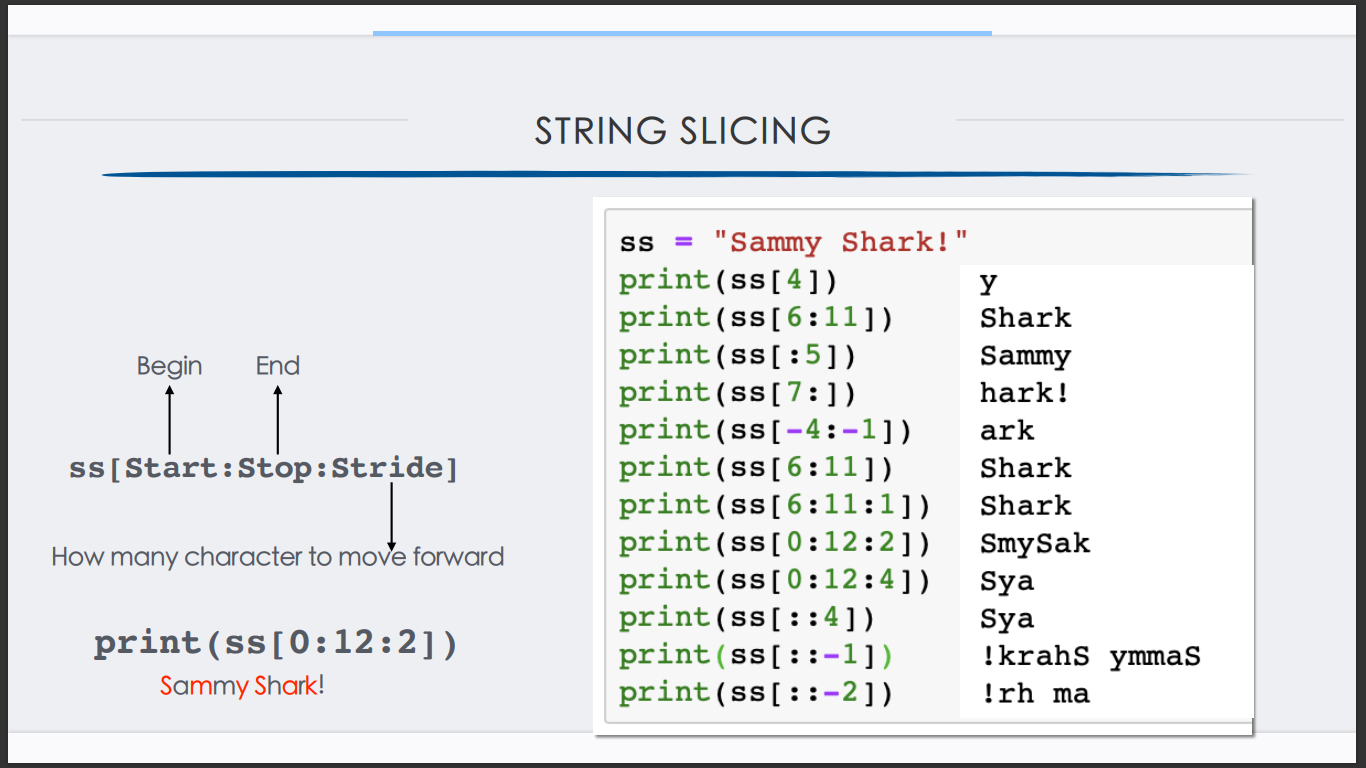 STRING SLICING
Begin End
ss[Start:Stop:Stride]
How many character to move forward
print(ss[0:12:2])
Sammy Shark!
ss = "Sammy Shark!"
print(ss[4]) y
print(ss[6:11]) Shark
print(ss[:5]) Sammy
print(ss[7:]) hark!
print(ss[-4:-1]) ark
print(ss[6:11]) Shark
print(ss[6:11:1]) Shark
print(ss[0:12:2]) SmySak
print(ss[0:12:4]) Sya
print(ss[::4]) Sya
print(ss[::-1]) !krahS ymmaS
print(ss[::-2]) !rh ma